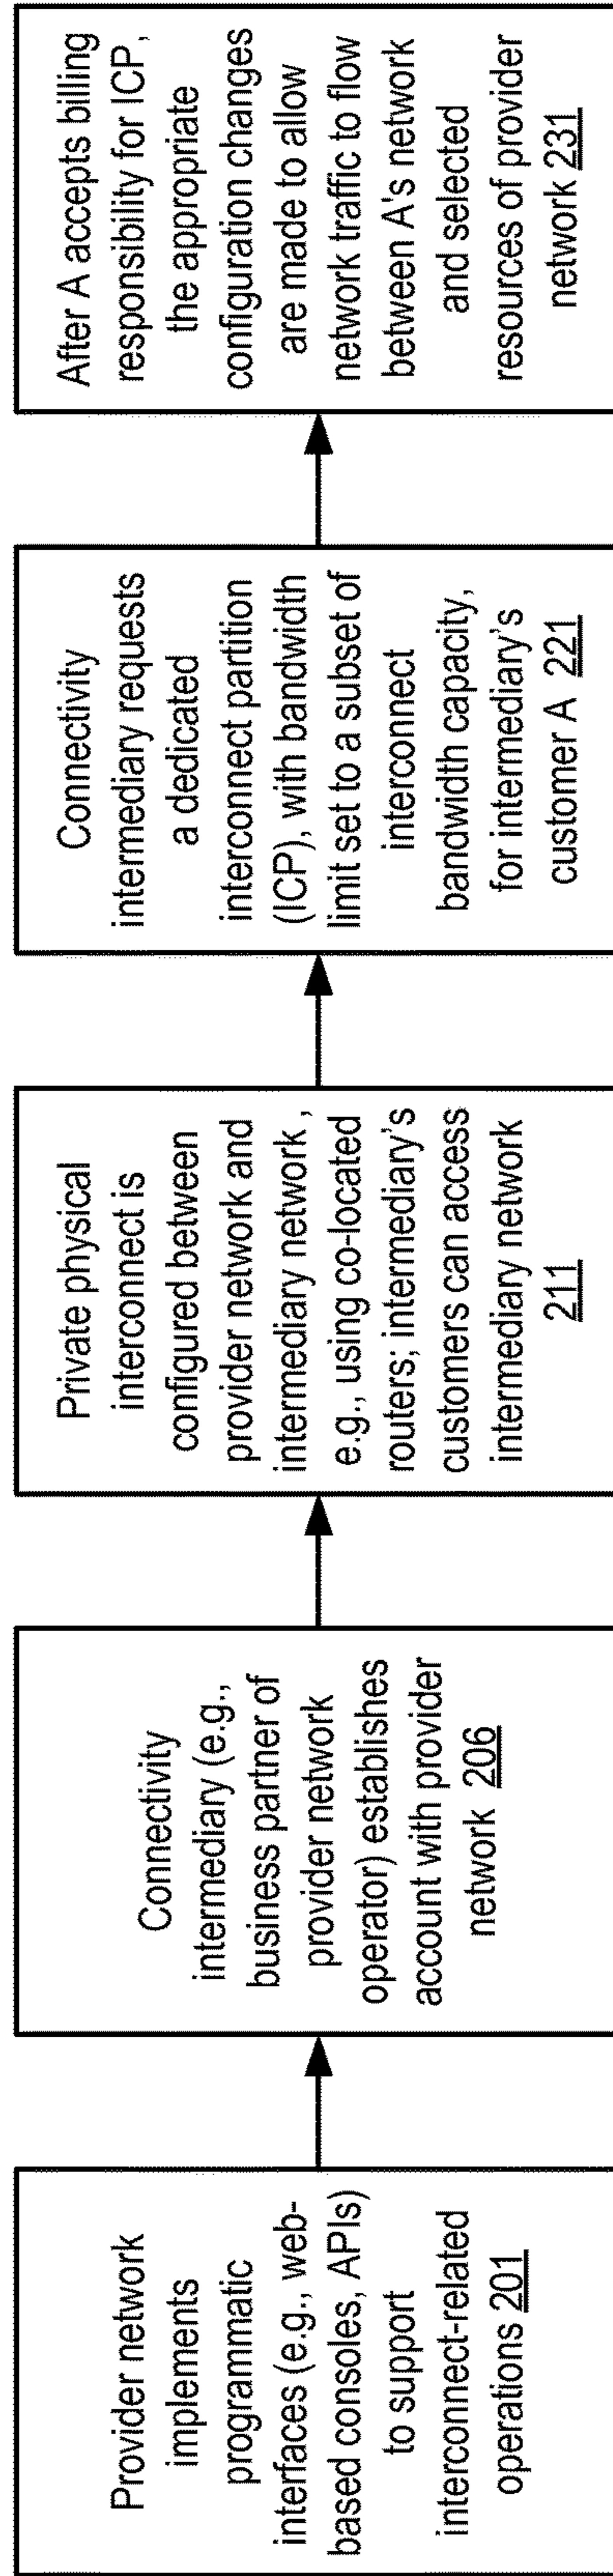 Provider network
implements
programmatic
interfaces (e.g., web-
based consoles, APIs)
to support
interconnect-related
operations 201
Connectivity
intermediary (e.g.,
business partner of
provider network
operator) establishes
account with provider
network 206
Private physical
interconnect is
configured between
provider network and
intermediary network ,
e.g., using co-located
routers; intermediary's
customers can access
intermediary network
211
Connectivity
intermediary requests
a dedicated
interconnect partition
(ICP), with bandwidth
limit set to a subset of
interconnect
bandwidth capacity,
for intermediary's
customer A 221
After A accepts billing
responsibility for ICP,
the appropriate
configuration changes
are made to allow
network traffic to flow
between A's network
and selected
resources of provider
network 231